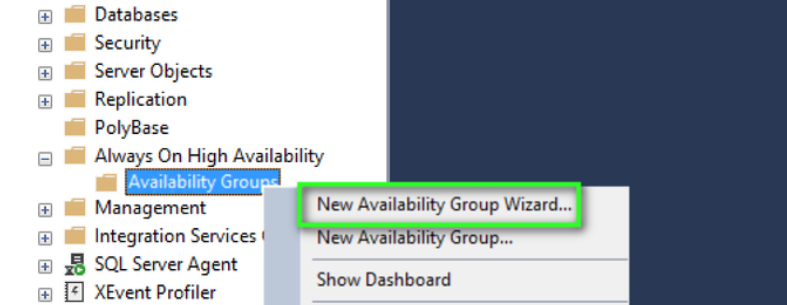 Databases
Security
Server Objects
Replication
PolyBase
Always On High Availability
Availability Groups
New Availability Group Wizard...
Management
Integration Services
New Availability Group...
SQL Server Agent
Show Dashboard
XEvent Profiler